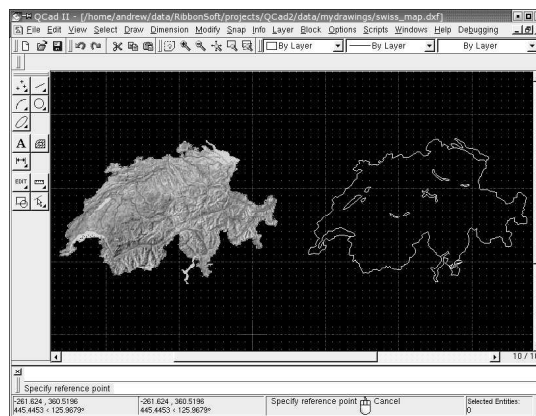 QCad II - [/home/andrew/data/RibbonSoft/projects/QCad2/data/mydrawings/swiss_map.dxf]
File Edit View Select Draw Dimension Modify Snap Info Layer Block Options Scripts Windows Help Debugging
By Layer By Layer By Layer
A
EDIT
10 / 10
Specify reference point
-261.624 , 360.5196 -261.624 , 360.5196 Specify reference point Cancel Selected Entities:
445.4453 < 125.9679° 445.4453 < 125.9679° 0